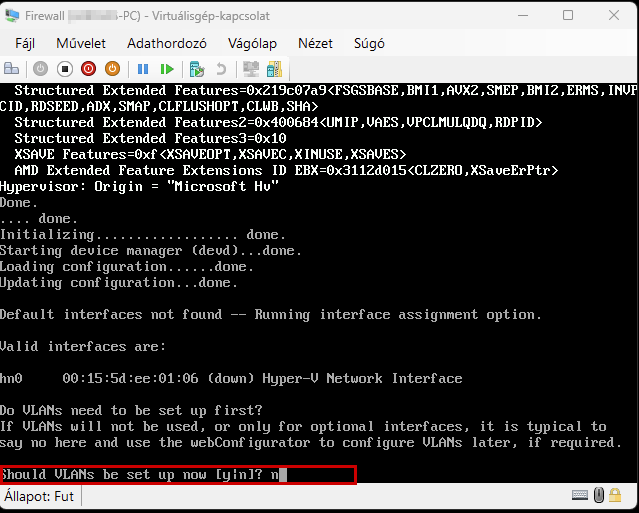 Firewall -PC) - Virtuálisgép-kapcsolat
Fájl Művelet Adathordozó Vágólap Nézet Súgó
Structured Extended Features=0x219c07a9<FSGSBASE,BMI1,AVX2,SMEP,BMI2,ERMS,INVP
CID,RDSEED,ADX,SMAP,CLFLUSHOPT,CLWB,SHA>
Structured Extended Features2=0x400684<UMIP,VAES,VPCLMULQDQ,RDPID>
Structured Extended Features3=0x10
XSAVE Features=0xf<XSAVEOPT,XSAVEC,XINUSE,XSAVES>
AMD Extended Feature Extensions ID EBX=0x3112d015<CLZERO,XSaveErPtr>
Hypervisor: Origin = "Microsoft Hv"
Done.
.... done.
Initializing.................. done.
Starting device manager (devd)...done.
Loading configuration......done.
Updating configuration...done.
Default interfaces not found -- Running interface assignment option.
Valid interfaces are:
hn0 00:15:5d:ee:01:06 (down) Hyper-V Network Interface
Do VLANs need to be set up first?
If VLANs will not be used, or only for optional interfaces, it is typical to
say no here and use the webConfigurator to configure VLANs later, if required.
Should VLANs be set up now [y|n]? n
Állapot: Fut